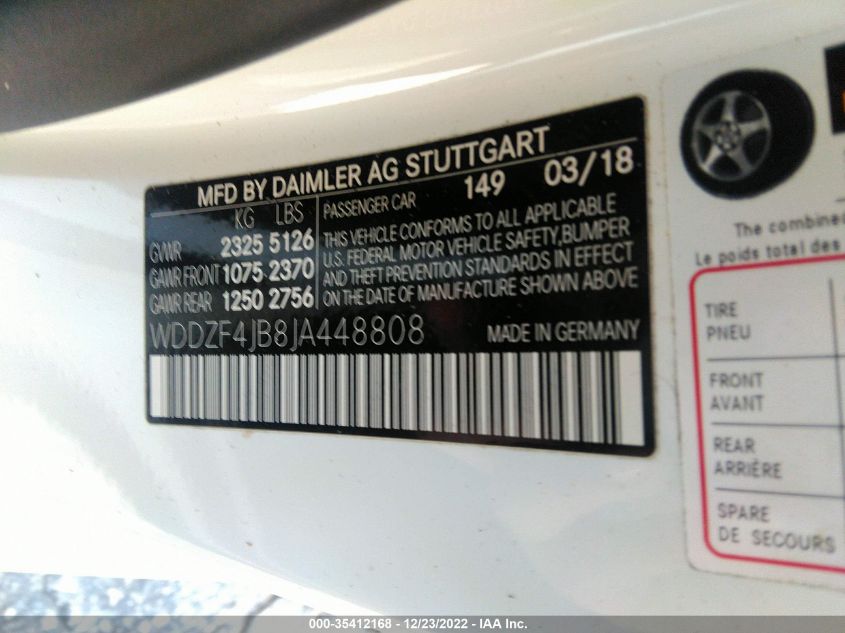 MFD BY DAIMLER AG STUTTGART
KG LBS
GVWR 2325 5126
GAWR FRONT 1075 2370
GAWR REAR 1250 2756
PASSENGER CAR 149 03/18
THIS VEHICLE CONFORMS TO ALL APPLICABLE
U.S. FEDERAL MOTOR VEHICLE SAFETY,BUMPER
AND THEFT PREVENTION STANDARDS IN EFFECT
ON THE DATE OF MANUFACTURE SHOWN ABOVE
WDDZF4JB8JA448808 MADE IN GERMANY
The combined
Le poids total des
TIRE
PNEU
FRONT
AVANT
REAR
ARRIÈRE
SPARE
DE SECOURS
000-35412168 - 12/23/2022 - IAA Inc.